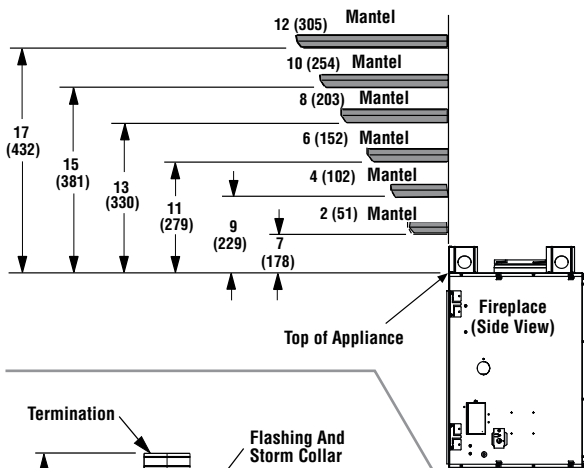 12 (305) Mantel
10 (254) Mantel
8 (203) Mantel
6 (152) Mantel
4 (102) Mantel
2 (51) Mantel
17
(432)
15
(381)
13
(330)
11
(279)
9
(229)
7
(178)
Top of Appliance
Fireplace
(Side View)
Termination
Flashing And
Storm Collar